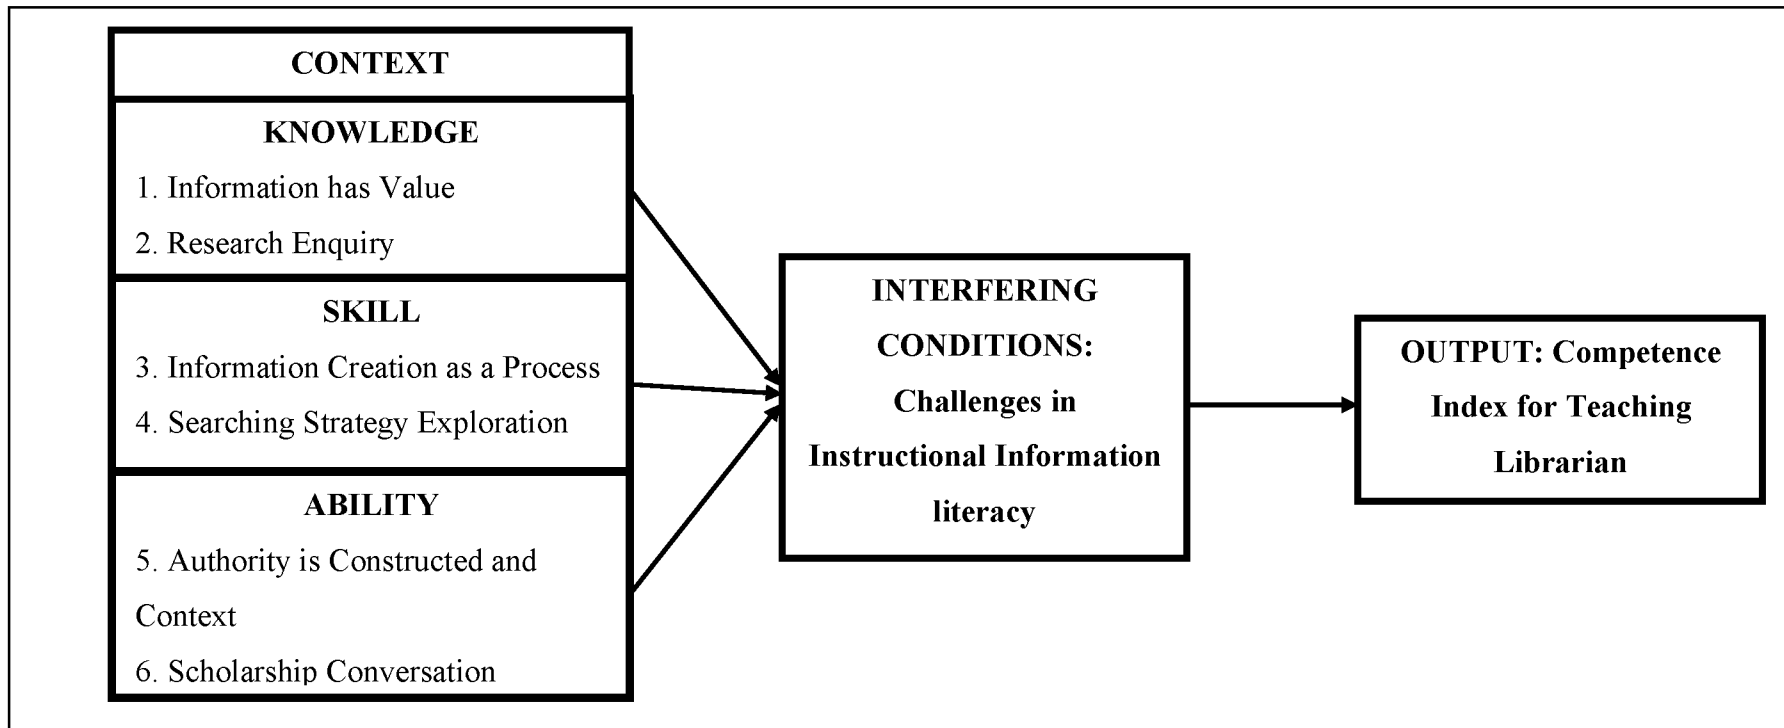 CONTEXT
KNOWLEDGE
1. Information has Value
2. Research Enquiry
SKILL
3. Information Creation as a Process
4. Searching Strategy Exploration
ABILITY
5. Authority is Constructed and
Context
6. Scholarship Conversation
INTERFERING
CONDITIONS:
Challenges in
Instructional Information
literacy
OUTPUT: Competence
Index for Teaching
Librarian